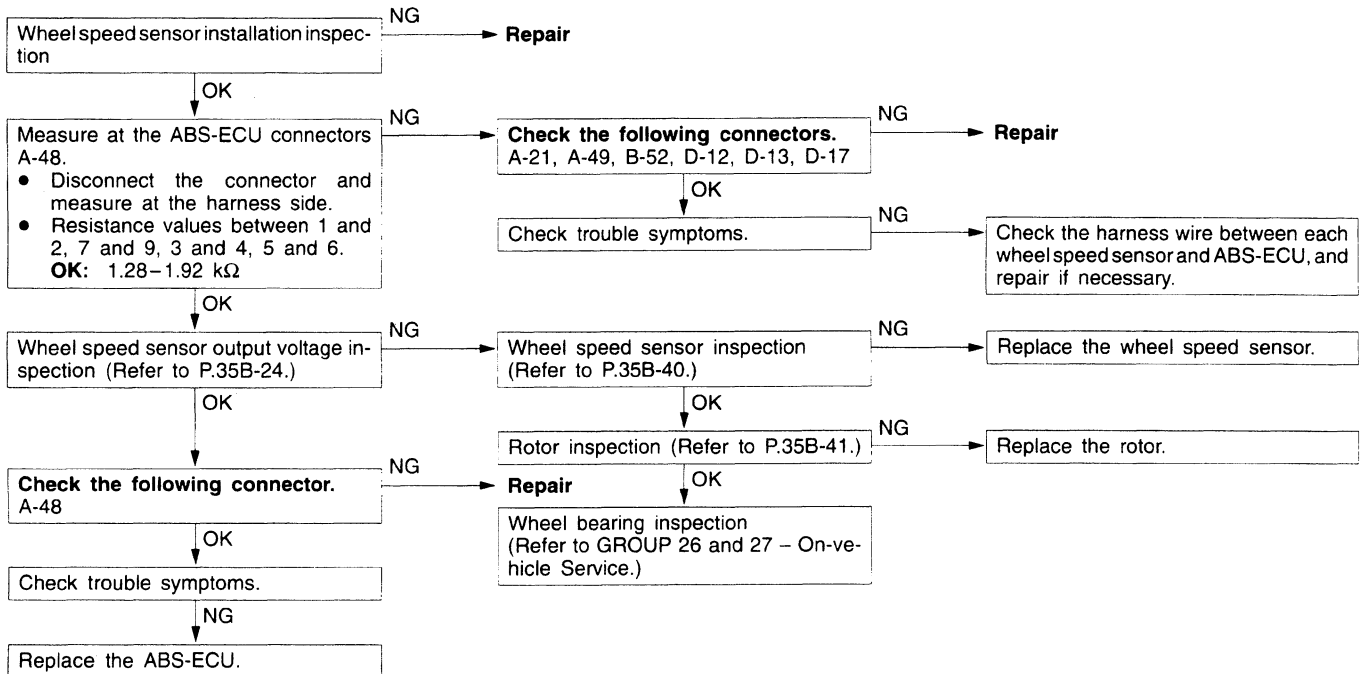 NG
Wheel speed sensor installation inspec-
tion
Repair
OK
Measure at the ABS-ECU connectors
A-48.
● Disconnect the connector and
measure at the harness side.
● Resistance values between 1 and
2, 7 and 9, 3 and 4, 5 and 6.
OK: 1.28–1.92 kΩ
NG
Check the following connectors.
A-21, A-49, B-52, D-12, D-13, D-17
NG
Repair
OK
Check trouble symptoms.
NG
Check the harness wire between each
wheel speed sensor and ABS-ECU, and
repair if necessary.
OK
Wheel speed sensor output voltage in-
spection (Refer to P.35B-24.)
NG
Wheel speed sensor inspection
(Refer to P.35B-40.)
NG
Replace the wheel speed sensor.
OK
OK
Rotor inspection (Refer to P.35B-41.)
NG
Replace the rotor.
OK
Wheel bearing inspection
(Refer to GROUP 26 and 27 – On-ve-
hicle Service.)
Check the following connector.
A-48
NG
Repair
OK
Check trouble symptoms.
NG
Replace the ABS-ECU.